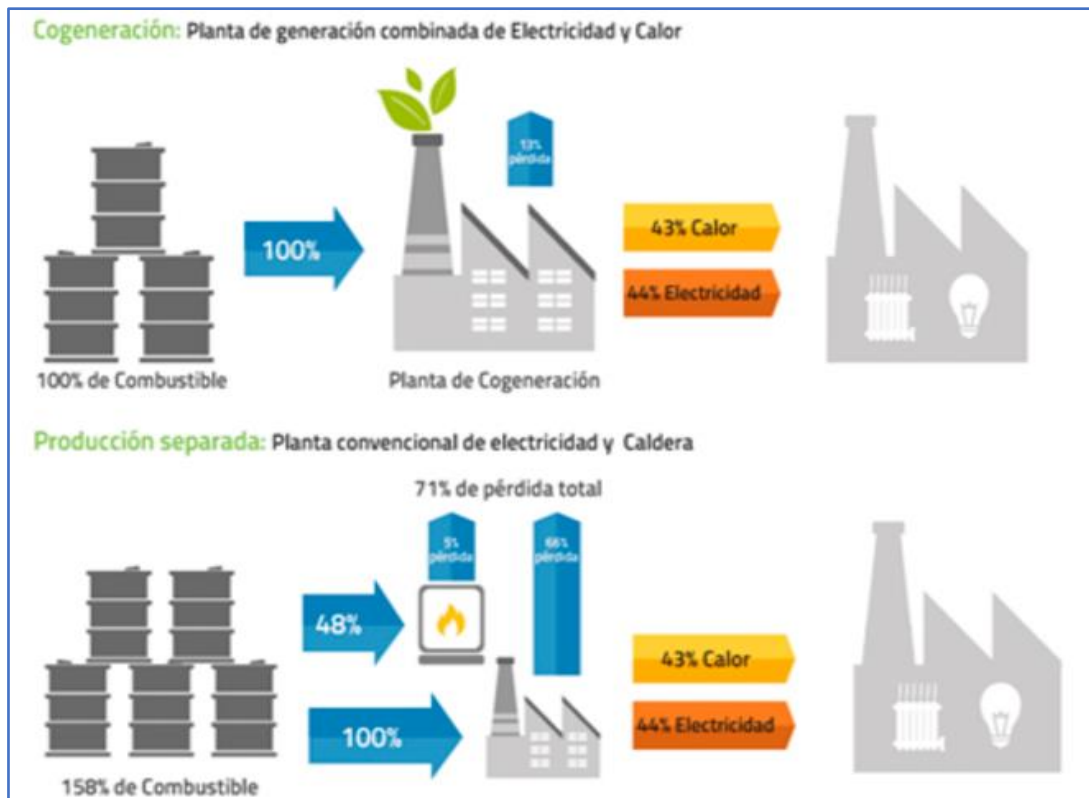 Cogeneración: Planta de generación combinada de Electricidad y Calor
13%
pérdida
100%
43% Calor
44% Electricidad
100% de Combustible
Planta de Cogeneración
Producción separada: Planta convencional de electricidad y Caldera
71% de pérdida total
5%
pérdida
66%
pérdida
48%
43% Calor
100%
44% Electricidad
158% de Combustible